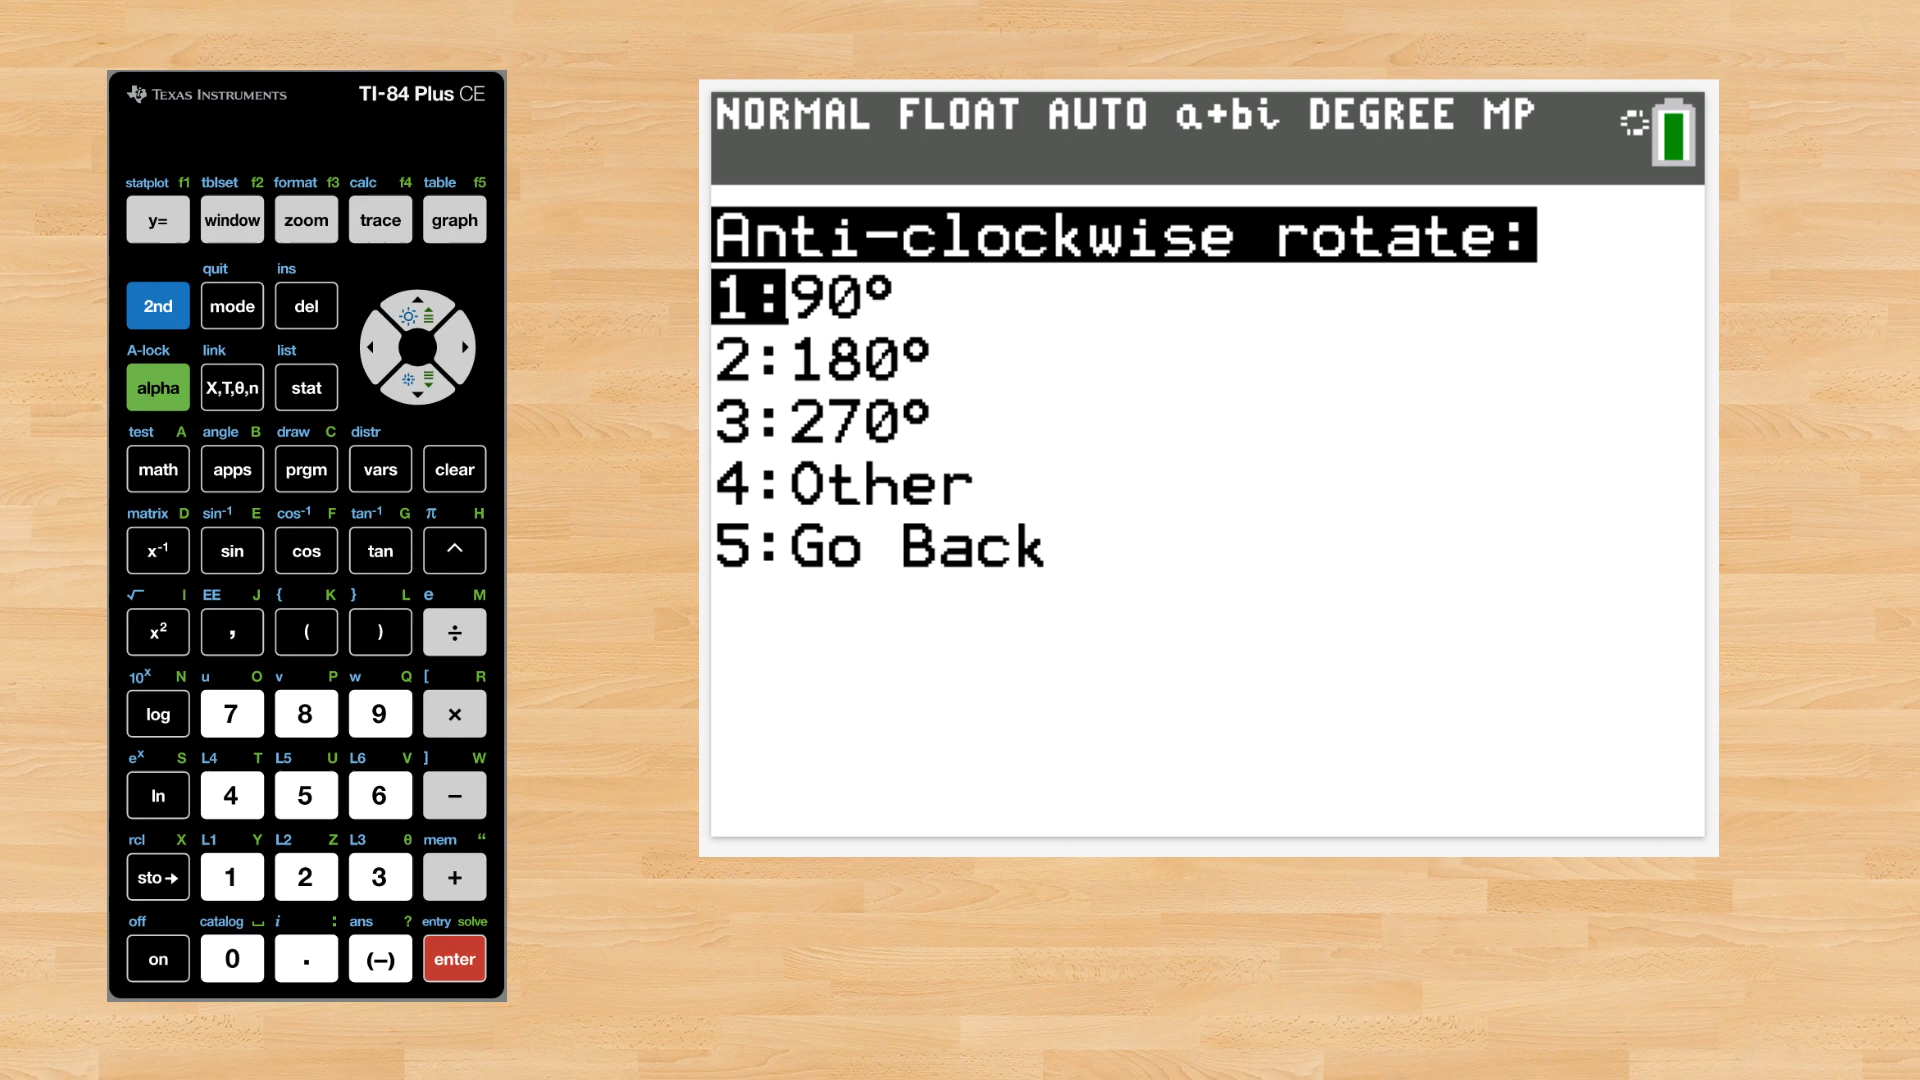 TEXAS INSTRUMENTS TI-84 Plus CE
statplot f1 tblset f2 format f3 calc f4 table f5
y= window zoom trace graph
quit ins
2nd mode del
A-lock link list
alpha X,T,θ,n stat
test A angle B draw C distr
math apps prgm vars clear
matrix D sin⁻¹ E cos⁻¹ F tan⁻¹ G π H
x⁻¹ sin cos tan ^
√ I EE J { K } L e M
x² , ( ) ÷
10ˣ N u O v P w Q [ R
log 7 8 9 ×
eˣ S L4 T L5 U L6 V ] W
ln 4 5 6 −
rcl X L1 Y L2 Z L3 θ mem “
sto→ 1 2 3 +
off catalog ⎵ i : ans ? entry solve
on 0 . (–) enter
NORMAL FLOAT AUTO a+bi DEGREE MP
Anti-clockwise rotate:
1:90°
2:180°
3:270°
4:Other
5:Go Back